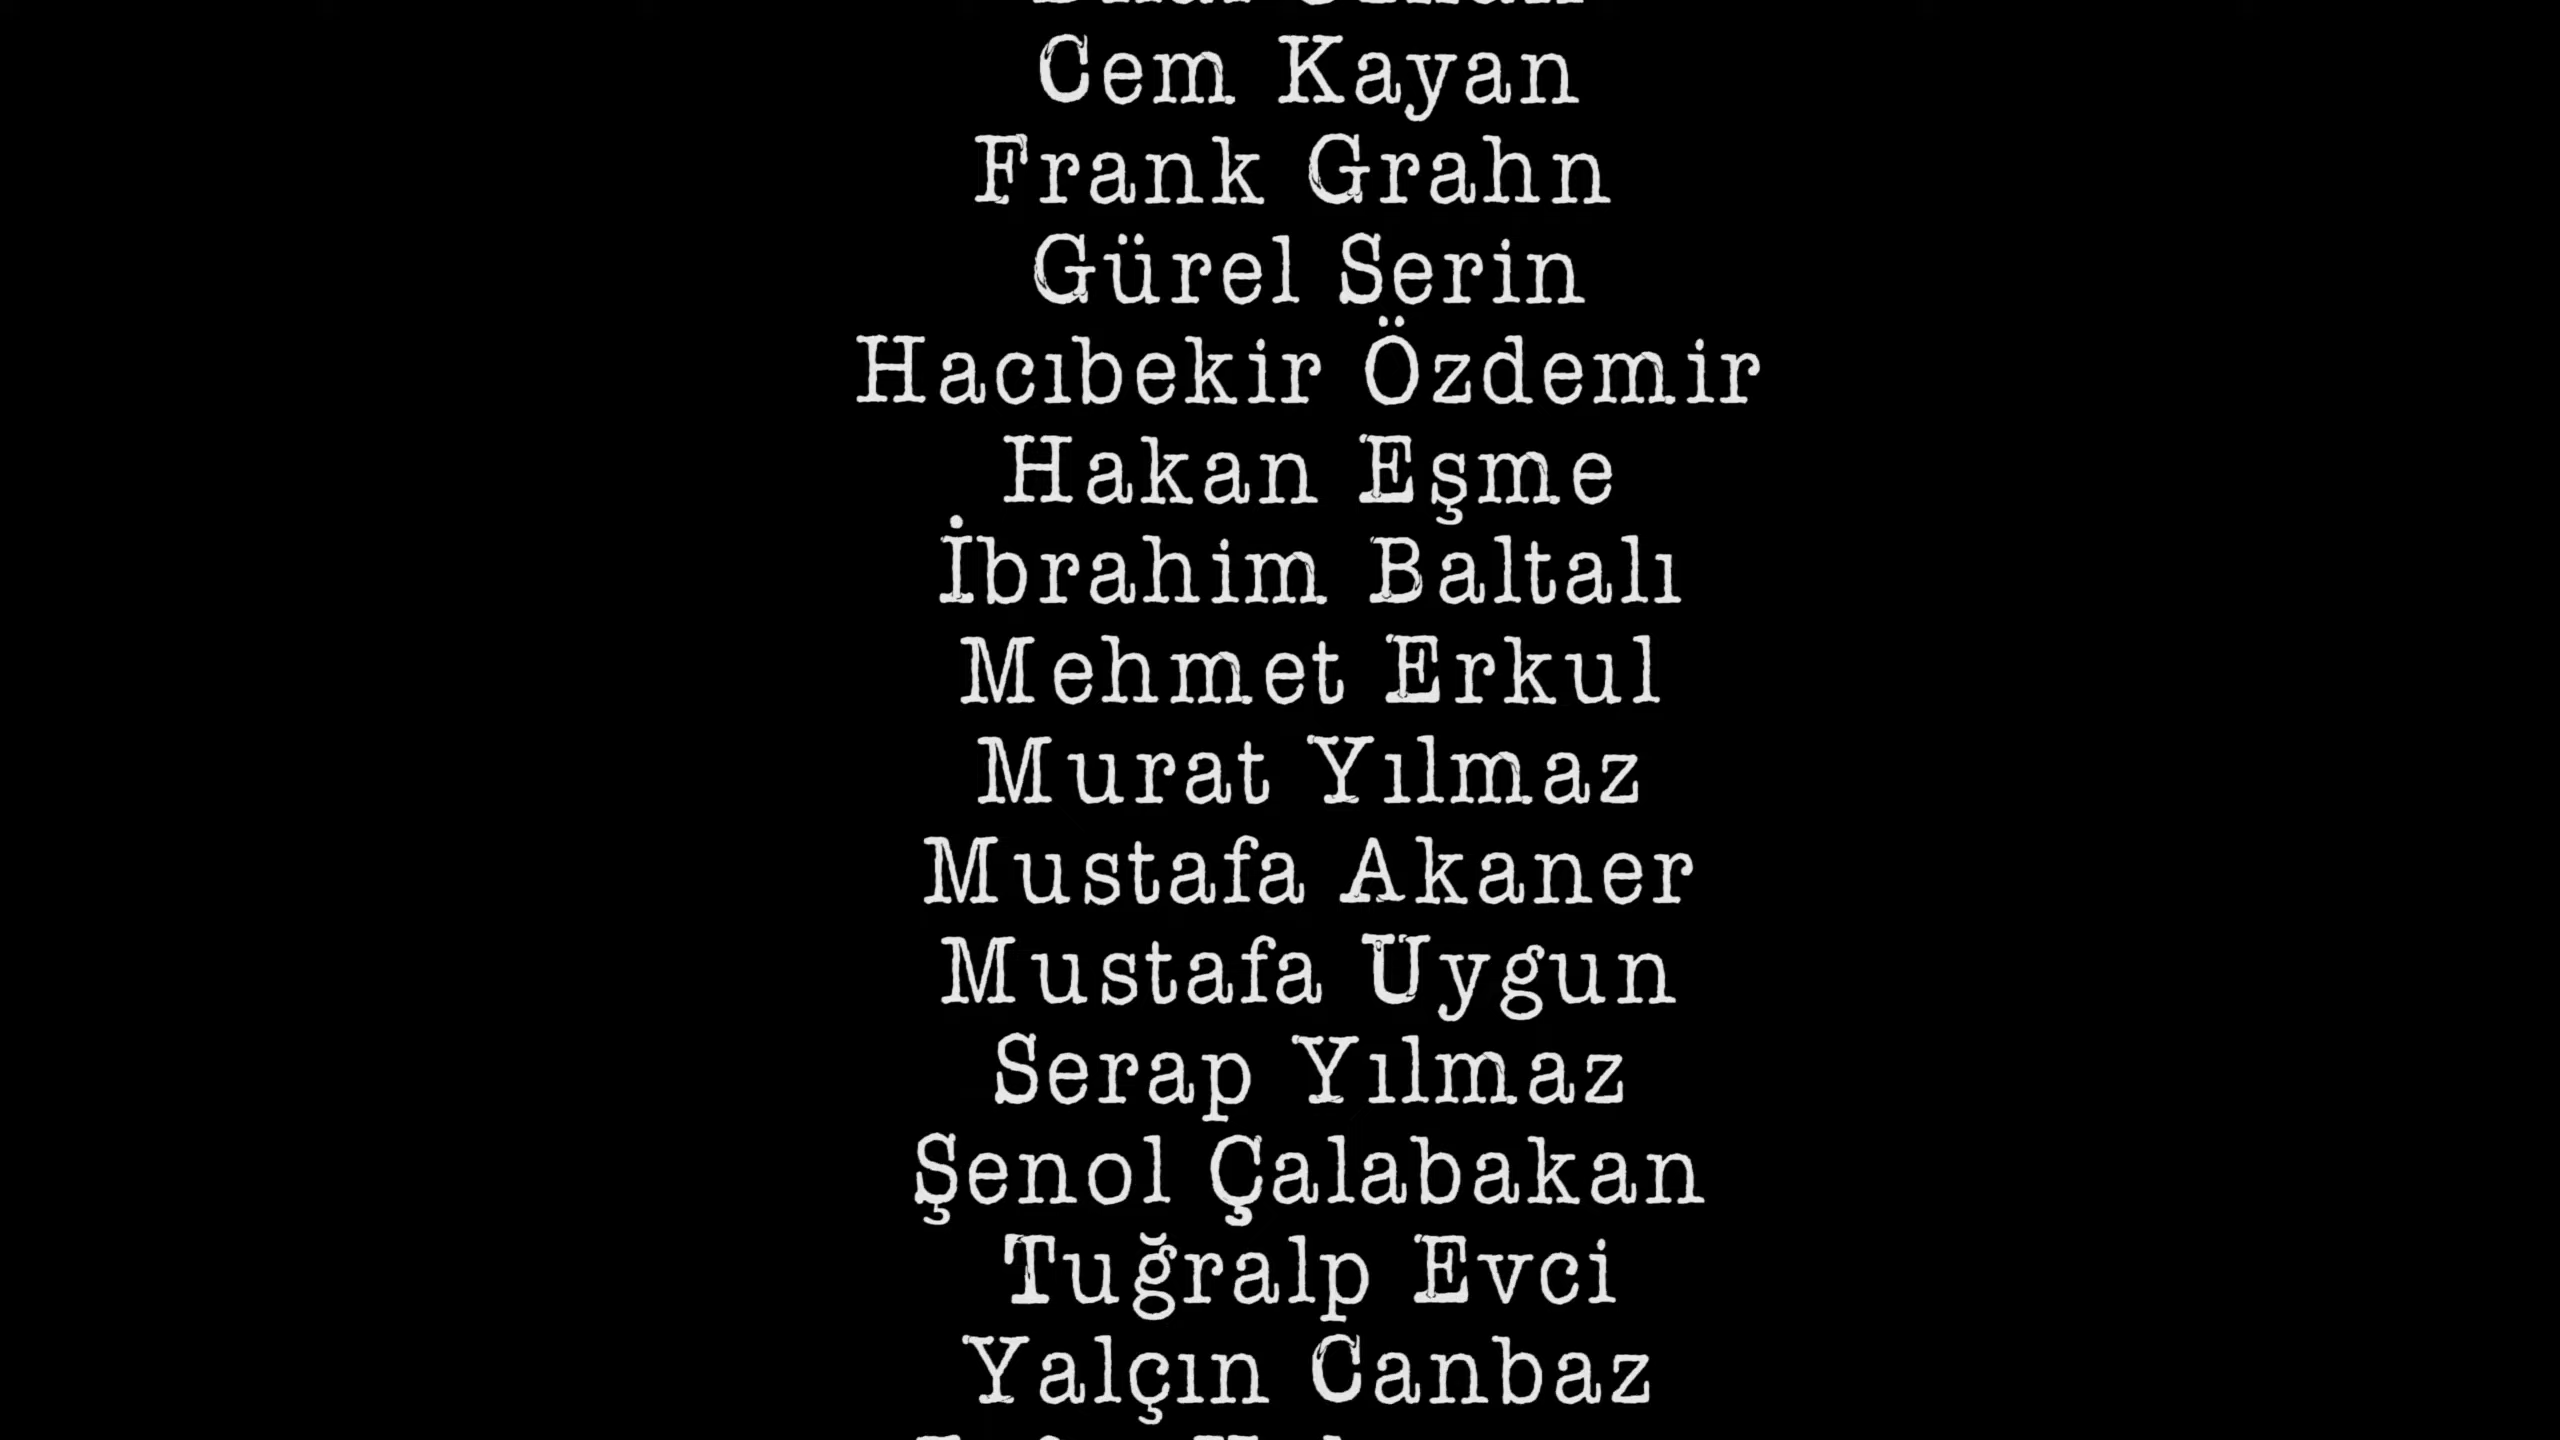 Cem Kayan
Frank Grahn
Gürel Serin
Hacıbekir Özdemir
Hakan Eşme
İbrahim Baltalı
Mehmet Erkul
Murat Yılmaz
Mustafa Akaner
Mustafa Uygun
Serap Yılmaz
Şenol Çalabakan
Tuğralp Evci
Yalçın Canbaz